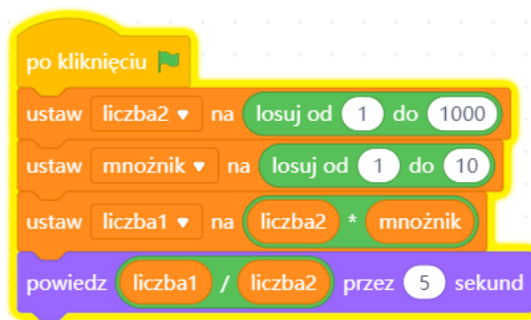 po kliknięciu
ustaw liczba2 na losuj od 1 do 1000
ustaw mnożnik na losuj od 1 do 10
ustaw liczba1 na liczba2 * mnożnik
powiedz liczba1 / liczba2 przez 5 sekund